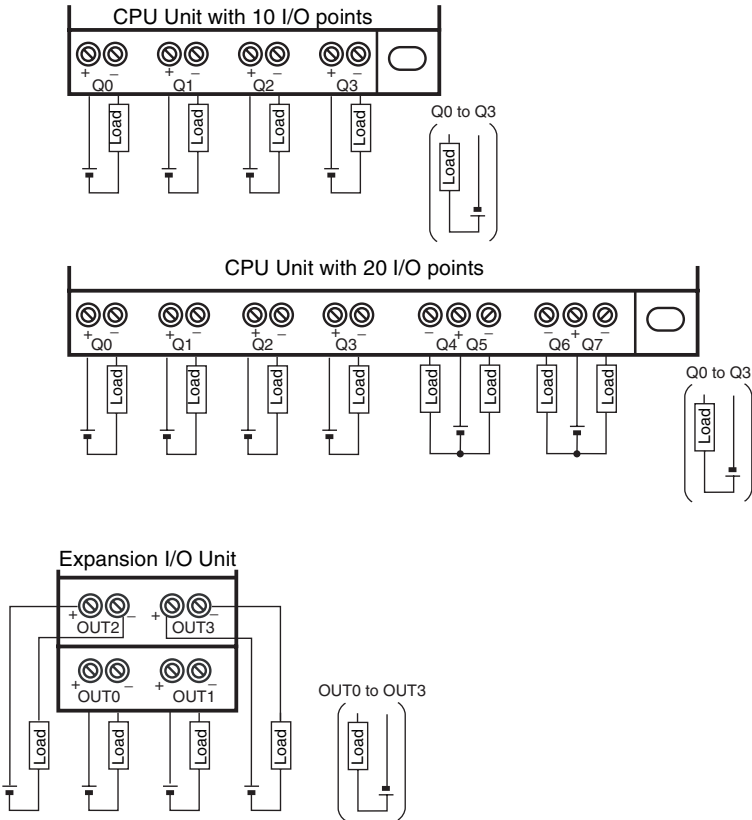 CPU Unit with 10 I/O points
+ – + – + – + –
Q0 Q1 Q2 Q3
Load Load Load Load
Q0 to Q3
Load
CPU Unit with 20 I/O points
+ – + – + – + – – + – – + –
Q0 Q1 Q2 Q3 Q4 Q5 Q6 Q7
Load Load Load Load Load Load Load Load
Q0 to Q3
Load
Expansion I/O Unit
+ – + –
OUT2 OUT3
+ – + –
OUT0 OUT1
OUT0 to OUT3
Load Load Load Load
Load